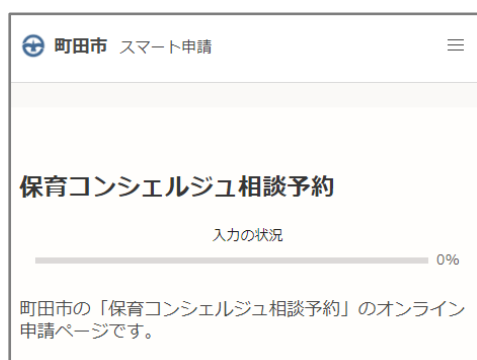 町田市 スマート申請
保育コンシェルジュ相談予約
入力の状況
0%
町田市の「保育コンシェルジュ相談予約」のオンライン
申請ページです。